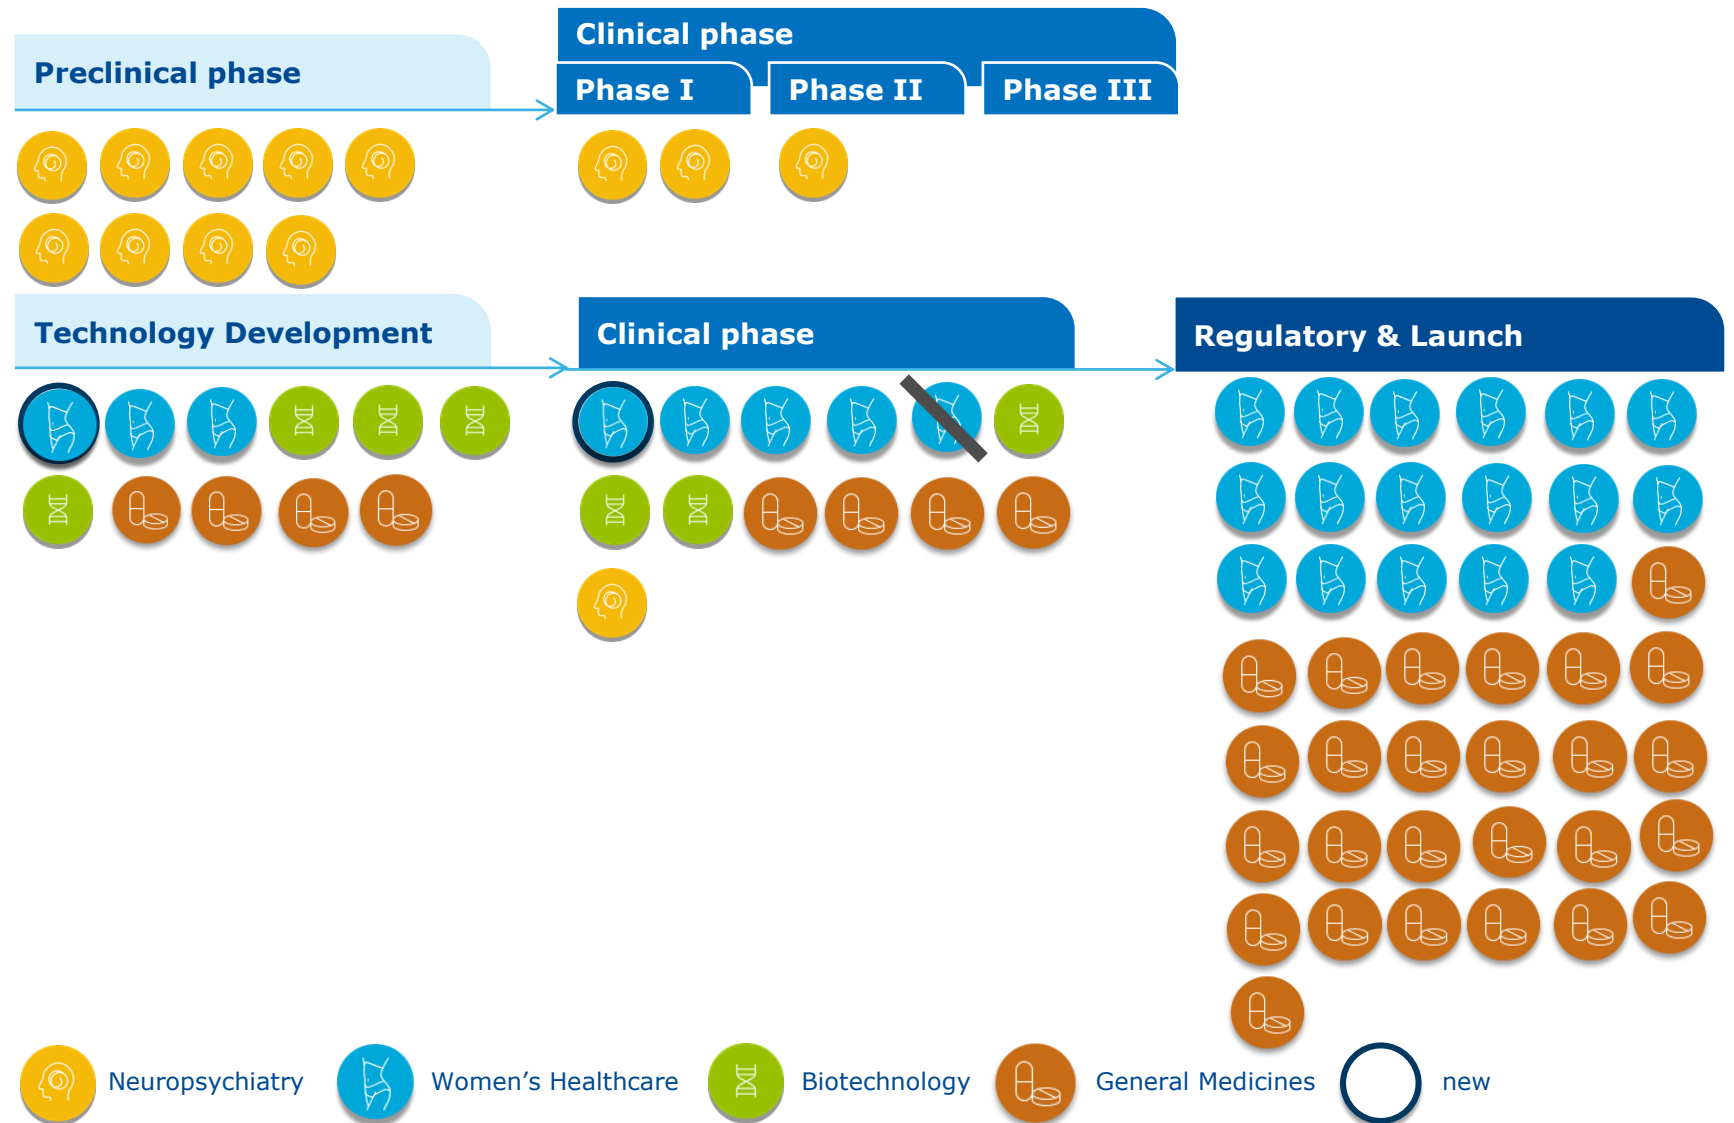 Preclinical phase
Clinical phase
Phase I
Phase II
Phase III
Technology Development
Clinical phase
Regulatory & Launch
Neuropsychiatry
Women’s Healthcare
Biotechnology
General Medicines
new